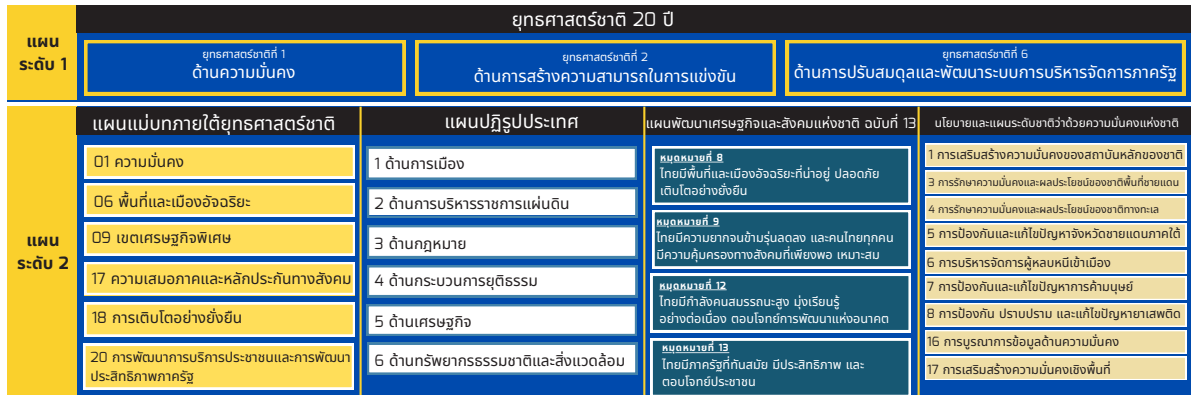 แผน
ระดับ 1
ยุทธศาสตร์ชาติ 20 ปี
ยุทธศาสตร์ชาติที่ 1
ด้านความมั่นคง
ยุทธศาสตร์ชาติที่ 2
ด้านการสร้างความสามารถในการแข่งขัน
ยุทธศาสตร์ชาติที่ 6
ด้านการปรับสมดุลและพัฒนาระบบการบริหารจัดการภาครัฐ
แผน
ระดับ 2
แผนแม่บทภายใต้ยุทธศาสตร์ชาติ
01 ความมั่นคง
06 พื้นที่และเมืองอัจฉริยะ
09 เขตเศรษฐกิจพิเศษ
17 ความเสมอภาคและหลักประกันทางสังคม
18 การเติบโตอย่างยั่งยืน
20 การพัฒนาการบริการประชาชนและการพัฒนา
ประสิทธิภาพภาครัฐ
แผนปฏิรูปประเทศ
1 ด้านการเมือง
2 ด้านการบริหารราชการแผ่นดิน
3 ด้านกฎหมาย
4 ด้านกระบวนการยุติธรรม
5 ด้านเศรษฐกิจ
6 ด้านทรัพยากรธรรมชาติและสิ่งแวดล้อม
แผนพัฒนาเศรษฐกิจและสังคมแห่งชาติ ฉบับที่ 13
หมุดหมายที่ 8
ไทยมีพื้นที่และเมืองอัจฉริยะที่น่าอยู่ ปลอดภัย
เติบโตอย่างยั่งยืน
หมุดหมายที่ 9
ไทยมีความยากจนข้ามรุ่นลดลง และคนไทยทุกคน
มีความคุ้มครองทางสังคมที่เพียงพอ เหมาะสม
หมุดหมายที่ 12
ไทยมีกำลังคนสมรรถนะสูง มุ่งเรียนรู้
อย่างต่อเนื่อง ตอบโจทย์การพัฒนาแห่งอนาคต
หมุดหมายที่ 13
ไทยมีภาครัฐที่ทันสมัย มีประสิทธิภาพ และ
ตอบโจทย์ประชาชน
นโยบายและแผนระดับชาติว่าด้วยความมั่นคงแห่งชาติ
1 การเสริมสร้างความมั่นคงของสถาบันหลักของชาติ
3 การรักษาความมั่นคงและผลประโยชน์ของชาติพื้นที่ชายแดน
4 การรักษาความมั่นคงและผลประโยชน์ของชาติทางทะเล
5 การป้องกันและแก้ไขปัญหาจังหวัดชายแดนภาคใต้
6 การบริหารจัดการผู้หลบหนีเข้าเมือง
7 การป้องกันและแก้ไขปัญหาการค้ามนุษย์
8 การป้องกัน ปราบปราม และแก้ไขปัญหายาเสพติด
16 การบูรณาการข้อมูลด้านความมั่นคง
17 การเสริมสร้างความมั่นคงเชิงพื้นที่